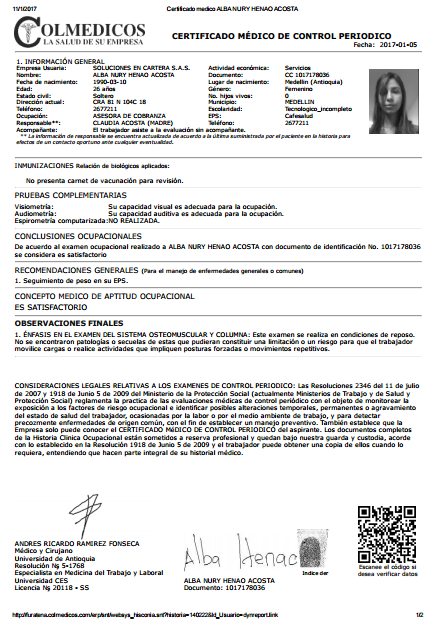 11/1/2017 Certificado medico ALBA NURY HENAO ACOSTA
COLMEDICOS
LA SALUD DE SU EMPRESA
CERTIFICADO MÉDICO DE CONTROL PERIODICO
Fecha: 2017-01-05
1. INFORMACIÓN GENERAL
Empresa Usuaria: SOLUCIONES EN CARTERA S.A.S. Actividad económica: Servicios
Nombre: ALBA NURY HENAO ACOSTA Documento: CC 1017178036
Fecha de nacimiento: 1990-03-10 Lugar de nacimiento: Medellin (Antioquia)
Edad: 26 años Género: Femenino
Estado civil: Soltero No. hijos vivos: 0
Dirección actual: CRA 81 N 104C 18 Municipio: MEDELLIN
Teléfono: 2677211 Escolaridad: Tecnologico_incompleto
Ocupación: ASESORA DE COBRANZA EPS: Cafesalud
Responsable**: CLAUDIA ACOSTA (MADRE) Teléfono: 2677211
Acompañante: El trabajador asiste a la evaluación sin acompañante.
** La información de responsable se encuentra actualizada de acuerdo a la última suministrada por el paciente en la historia para
efectos de un contacto oportuno con el acudiente ante cualquier eventualidad.
INMUNIZACIONES Relación de biológicos aplicados:
No presenta carnet de vacunación para revisión.
PRUEBAS COMPLEMENTARIAS
Visiometría: Su capacidad visual es adecuada para la ocupación.
Audiometría: Su capacidad auditiva es adecuada para la ocupación.
Espirometría computarizada:NO REALIZADA.
CONCLUSIONES OCUPACIONALES
De acuerdo al examen ocupacional realizado a ALBA NURY HENAO ACOSTA con documento de identificación No. 1017178036
se considera es satisfactorio
RECOMENDACIONES GENERALES (Para el manejo de enfermedades generales o comunes)
1. Seguimiento de peso en su EPS.
CONCEPTO MEDICO DE APTITUD OCUPACIONAL
ES SATISFACTORIO
OBSERVACIONES FINALES
1. ÉNFASIS EN EL EXAMEN DEL SISTEMA OSTEOMUSCULAR Y COLUMNA: Este examen se realiza en condiciones de reposo.
No se encontraron patologías o secuelas de estas que pudieran constituir una limitación o un riesgo para que el trabajador
movilice cargas o realice actividades que impliquen posturas forzadas o movimientos repetitivos.
CONSIDERACIONES LEGALES RELATIVAS A LOS EXAMENES DE CONTROL PERIODICO: Las Resoluciones 2346 del 11 de julio
de 2007 y 1918 de Junio 5 de 2009 del Ministerio de la Protección Social (actualmente Ministerios de Trabajo y de Salud y
Protección Social) reglamenta la practica de las evaluaciones médicas de control periódico con el objeto de monitorear la
exposición a los factores de riesgo ocupacional e identificar posibles alteraciones temporales, permanentes o agravamiento
del estado de salud del trabajador, ocasionadas por la labor o por el medio ambiente de trabajo, y para detectar
precozmente enfermedades de origen común, con el fin de establecer un manejo preventivo. También establece que la
Empresa solo puede conocer el CERTIFICADO MéDICO DE CONTROL PERIODICO del aspirante. Los documentos completos
de la Historia Clínica Ocupacional están sometidos a reserva profesional y quedan bajo nuestra guarda y custodia, acorde
con lo establecido en la Resolución 1918 de Junio 5 de 2009 y el trabajador puede obtener una copia de ellos cuando lo
requiera, entendiendo que hacen parte integral de su historial médico.
Alba Henao
ANDRES RICARDO RAMIREZ FONSECA
Médico y Cirujano
Universidad de Antioquia
Resolución Nş 5-1768
Especialista en Medicina del Trabajo y Laboral
Universidad CES
Licencia Nş 20118 - SS
ALBA NURY HENAO ACOSTA
Documento: 1017178036
Indice der
Escanee el código si
desea verificar datos
http://furatena.colmedicos.com/erp/snt/websys_hisconia.snt?historia=140222&Id_Usuario=dynreport.link 1/2